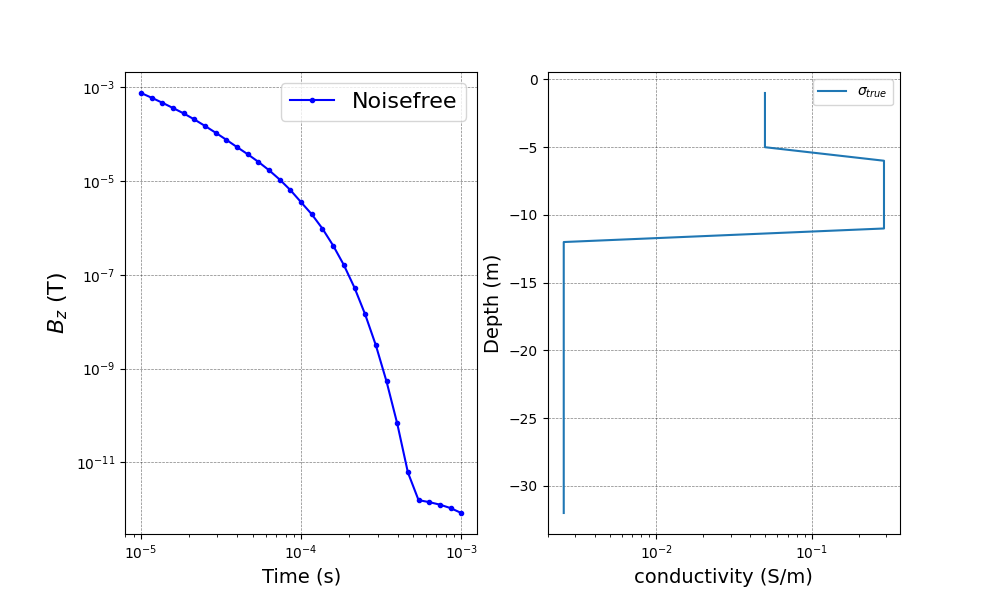 Noisefree
10⁻³
10⁻⁵
10⁻⁷
10⁻⁹
10⁻¹¹
B_z (T)
10⁻⁵ 10⁻⁴ 10⁻³
Time (s)
σ_true
0
−5
−10
−15
−20
−25
−30
Depth (m)
10⁻² 10⁻¹
conductivity (S/m)